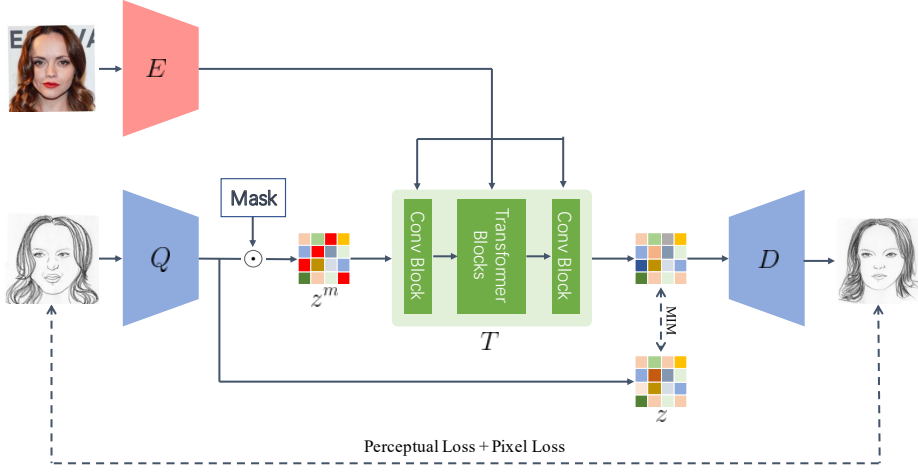 E
Mask
Q
z^m
Conv Block
Transformer
Blocks
Conv Block
T
D
MIM
z
Perceptual Loss + Pixel Loss